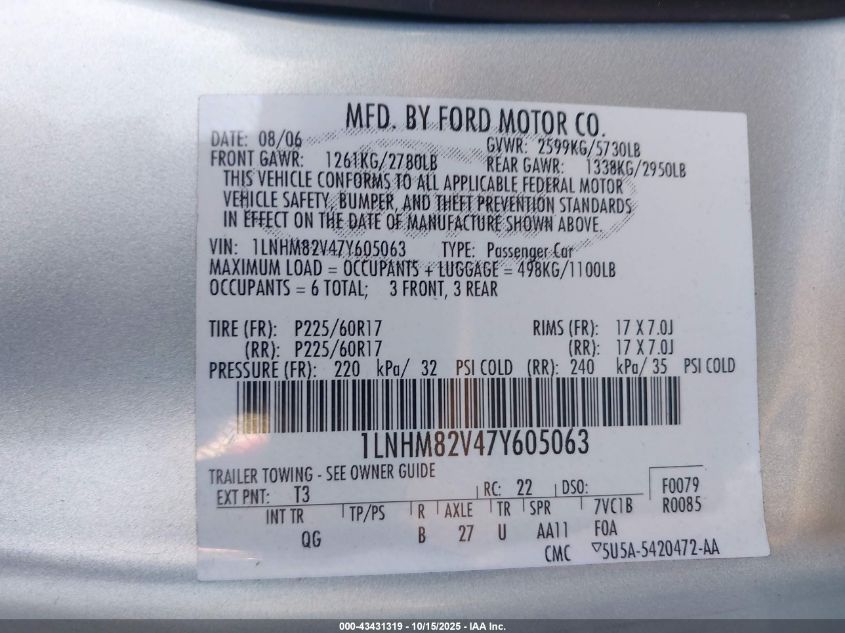 MFD. BY FORD MOTOR CO.
DATE: 08/06 GVWR: 2599KG/5730LB
FRONT GAWR: 1261KG/2780LB REAR GAWR: 1338KG/2950LB
THIS VEHICLE CONFORMS TO ALL APPLICABLE FEDERAL MOTOR
VEHICLE SAFETY, BUMPER, AND THEFT PREVENTION STANDARDS
IN EFFECT ON THE DATE OF MANUFACTURE SHOWN ABOVE.
VIN: 1LNHM82V47Y605063 TYPE: Passenger Car
MAXIMUM LOAD = OCCUPANTS + LUGGAGE = 498KG/1100LB
OCCUPANTS = 6 TOTAL; 3 FRONT, 3 REAR
TIRE (FR): P225/60R17 RIMS (FR): 17 X 7.0J
(RR): P225/60R17 (RR): 17 X 7.0J
PRESSURE (FR): 220 kPa/ 32 PSI COLD (RR): 240 kPa/ 35 PSI COLD
1LNHM82V47Y605063
TRAILER TOWING - SEE OWNER GUIDE
EXT PNT: T3 RC: 22 DSO: F0079
INT TR TP/PS R AXLE TR SPR 7VC1B R0085
QG B 27 U AA11 F0A
CMC ▽5U5A-5420472-AA
000-43431319 - 10/15/2025 - IAA Inc.